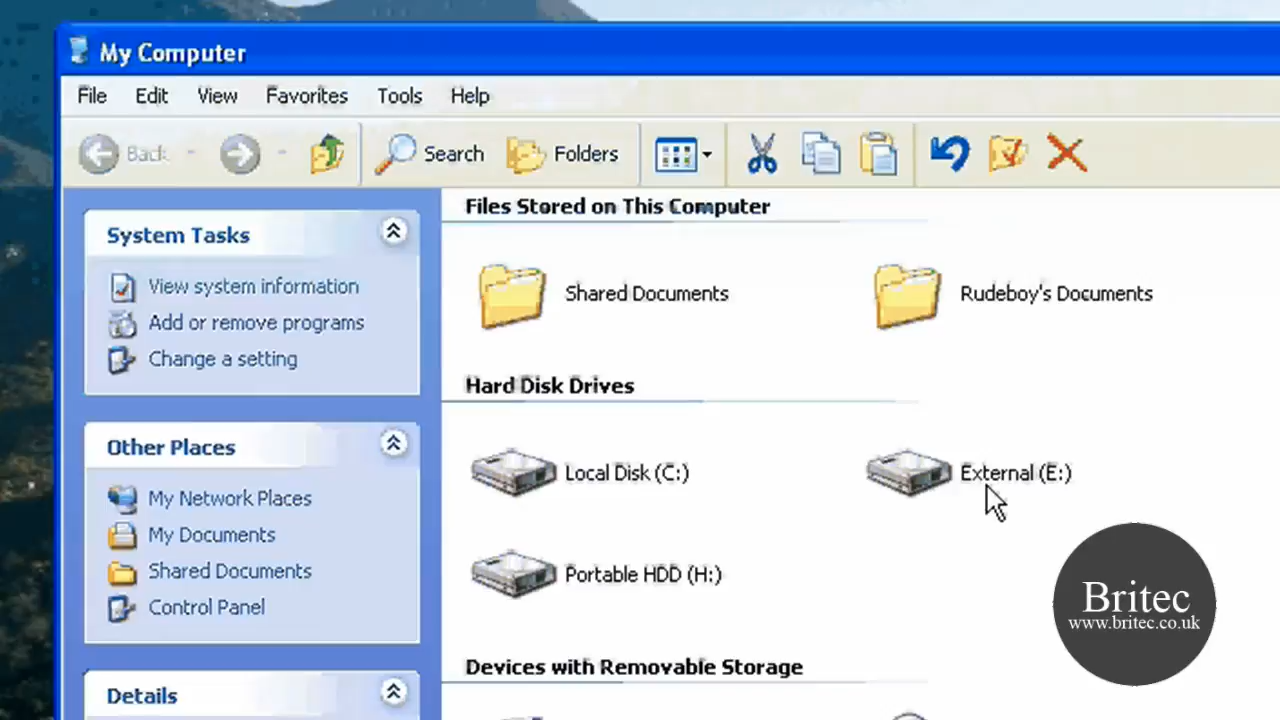 My Computer
File Edit View Favorites Tools Help
Back Search Folders
System Tasks
View system information
Add or remove programs
Change a setting
Other Places
My Network Places
My Documents
Shared Documents
Control Panel
Details
Files Stored on This Computer
Shared Documents Rudeboy's Documents
Hard Disk Drives
Local Disk (C:) External (E:)
Portable HDD (H:)
Devices with Removable Storage
Britec
www.britec.co.uk